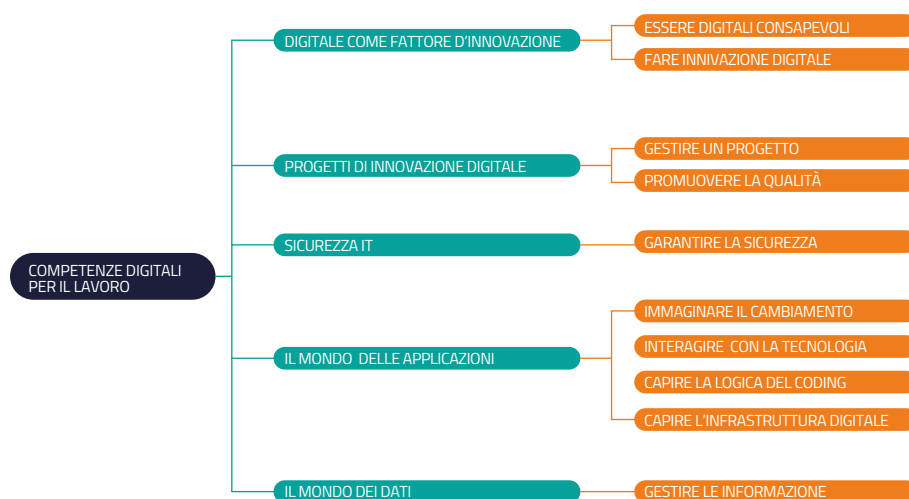 COMPETENZE DIGITALI
PER IL LAVORO
DIGITALE COME FATTORE D'INNOVAZIONE
ESSERE DIGITALI CONSAPEVOLI
FARE INNIVAZIONE DIGITALE
PROGETTI DI INNOVAZIONE DIGITALE
GESTIRE UN PROGETTO
PROMUOVERE LA QUALITÀ
SICUREZZA IT
GARANTIRE LA SICUREZZA
IL MONDO DELLE APPLICAZIONI
IMMAGINARE IL CAMBIAMENTO
INTERAGIRE CON LA TECNOLOGIA
CAPIRE LA LOGICA DEL CODING
CAPIRE L'INFRASTRUTTURA DIGITALE
IL MONDO DEI DATI
GESTIRE LE INFORMAZIONE